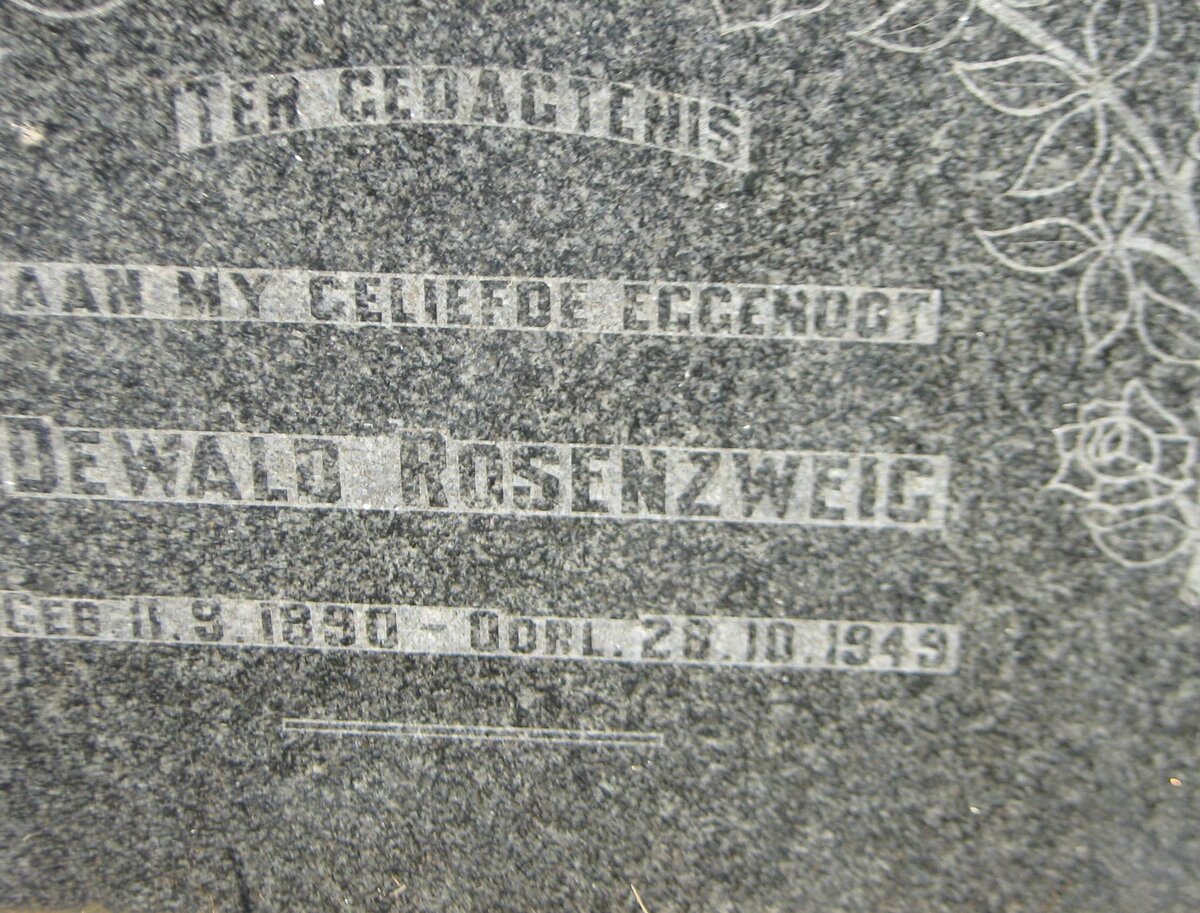 TER GEDAGTENIS
AAN MY GELIEFDE EGGENOOT
DEWALD ROSENZWEIG
GEB. 11.9.1890 – OORL. 28.10.1949